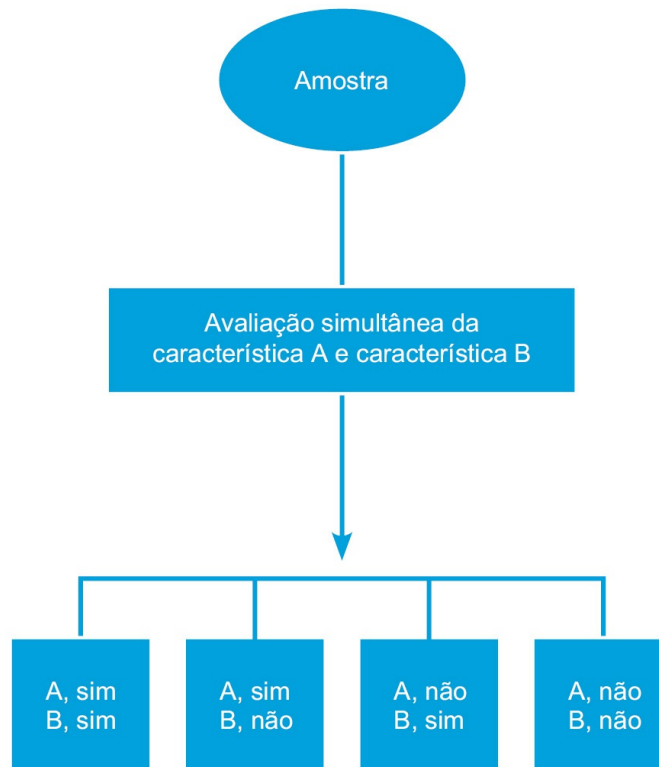 Amostra
Avaliação simultânea da
característica A e característica B
A, sim
B, sim
A, sim
B, não
A, não
B, sim
A, não
B, não